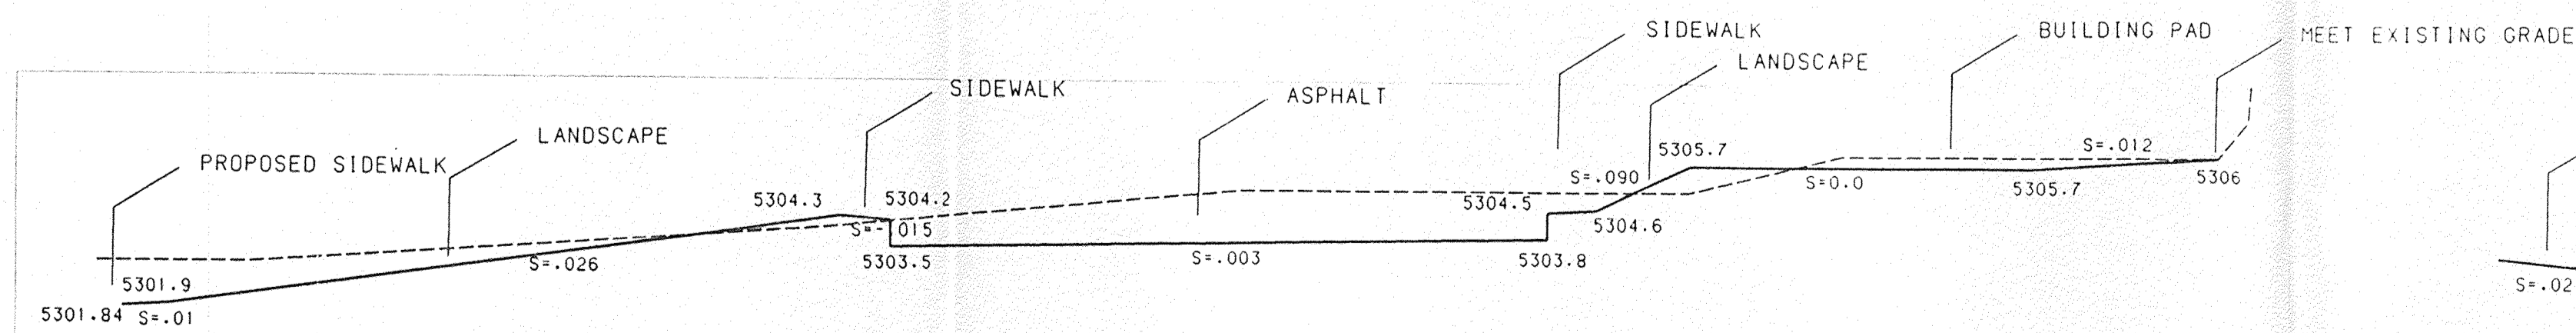 SIDEWALK
BUILDING PAD
MEET EXISTING GRADE
LANDSCAPE
SIDEWALK
ASPHALT
LANDSCAPE
PROPOSED SIDEWALK
5305.7
S=.012
S=.090
5304.3
5304.2
5304.5
S=0.0
5305.7
5306
S=-.015
5304.6
S=.026
5303.5
S=.003
5303.8
5301.9
5301.84
S=.01
S=.02